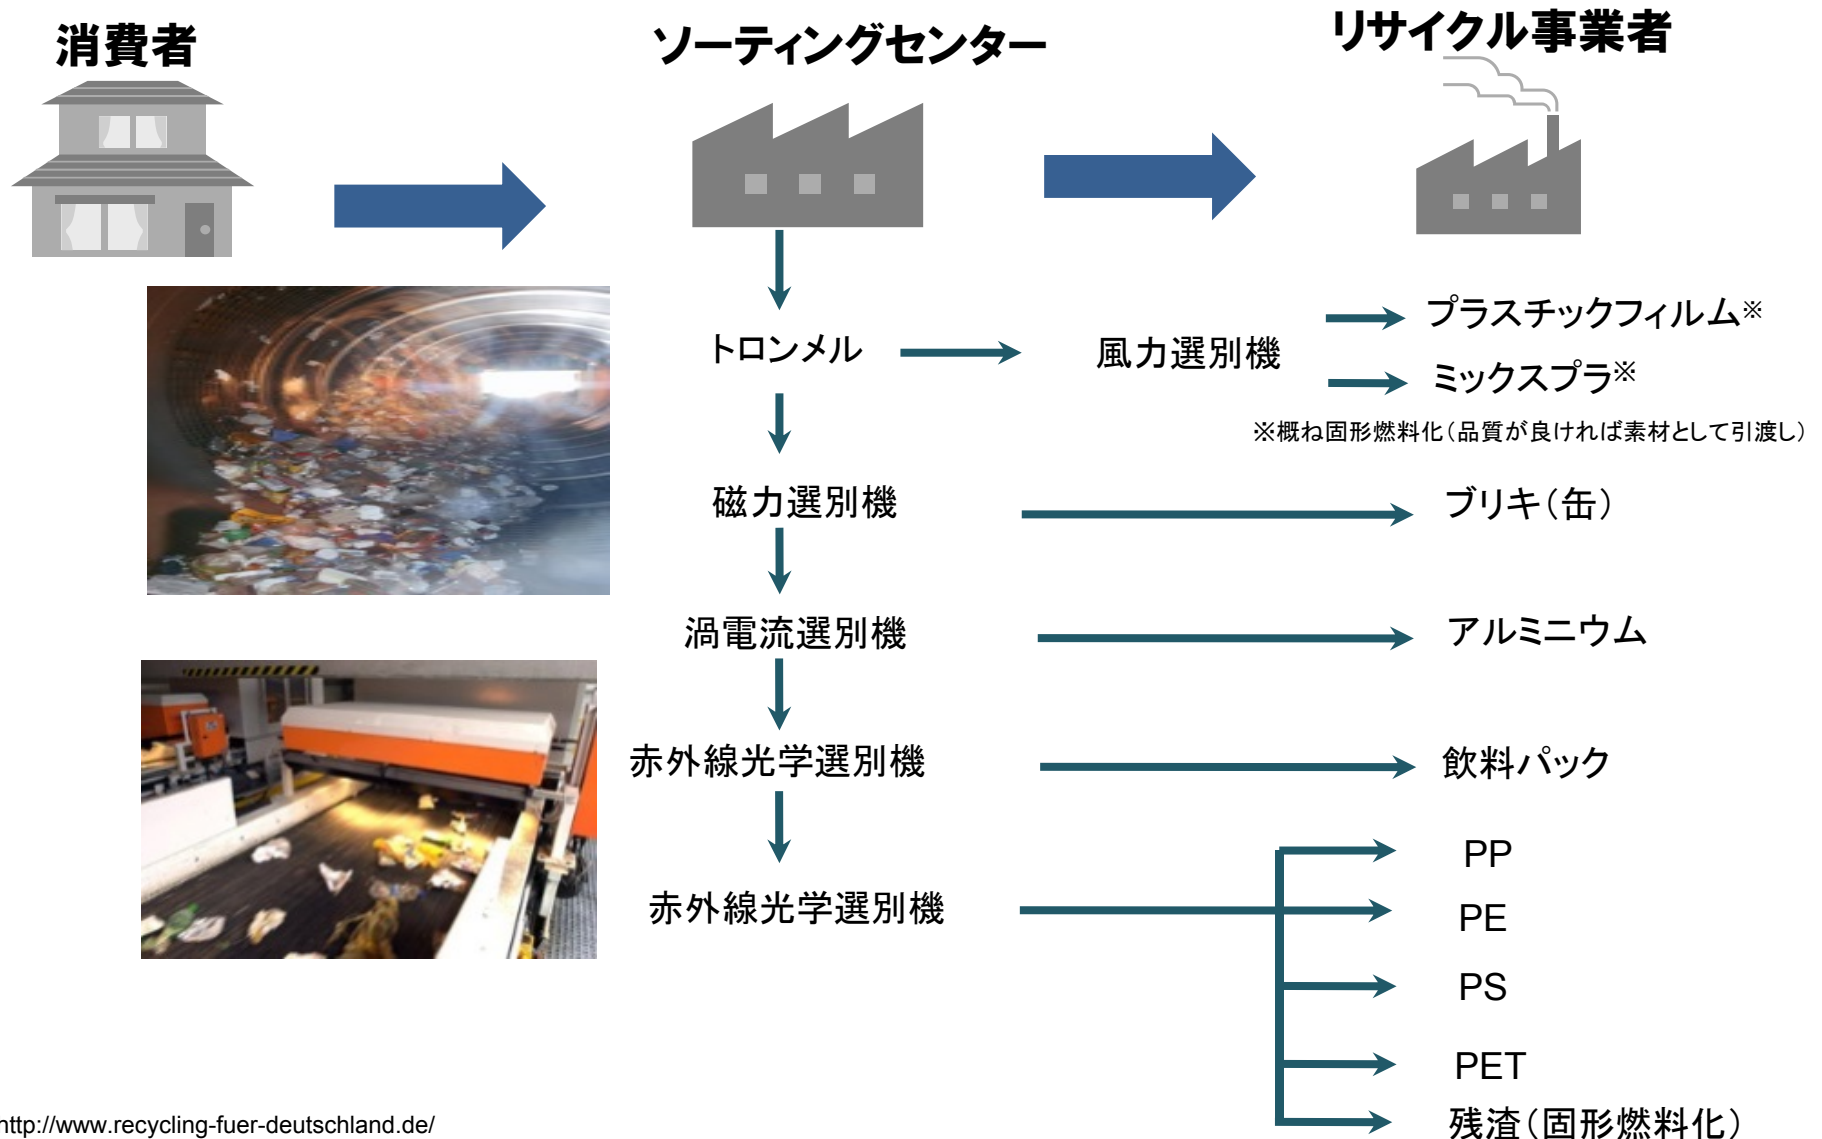 消費者
ソーティングセンター
リサイクル事業者
トロンメル
風力選別機
プラスチックフィルム※
ミックスプラ※
※概ね固形燃料化(品質が良ければ素材として引渡し)
磁力選別機
ブリキ(缶)
渦電流選別機
アルミニウム
赤外線光学選別機
飲料パック
赤外線光学選別機
PP
PE
PS
PET
残渣(固形燃料化)
http://www.recycling-fuer-deutschland.de/